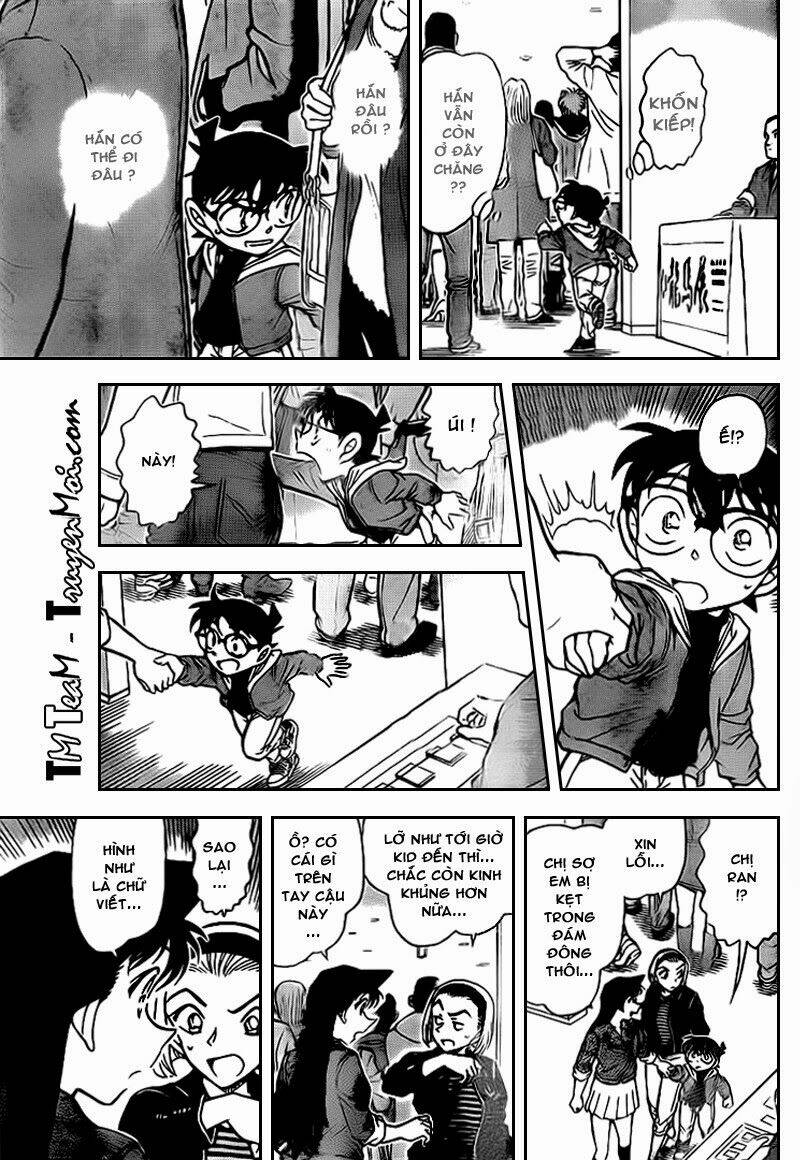 KHỐN
KIẾP!
HẮN
VẪN
CÒN
Ở ĐÂY
CHĂNG
??
HẮN
ĐÂU
RỒI ?
HẮN CÓ
THỂ ĐI
ĐÂU ?
Ế!?
ÚI !
NÀY!
TM TEAM - TRUYENMOI.COM
CHỊ
RAN
!?
XIN
LỖI...
CHỊ SỢ
EM BỊ
KẸT
TRONG
ĐÁM
ĐÔNG
THÔI...
LỠ NHƯ TỚI GIỜ
KID ĐẾN THÌ...
CHẮC CÒN KINH
KHỦNG HƠN
NỮA...
Ồ? CÓ
CÁI GÌ
TRÊN
TAY CẬU
NÀY
...
SAO
LẠI
...
HÌNH
NHƯ
LÀ CHỮ
VIẾT...